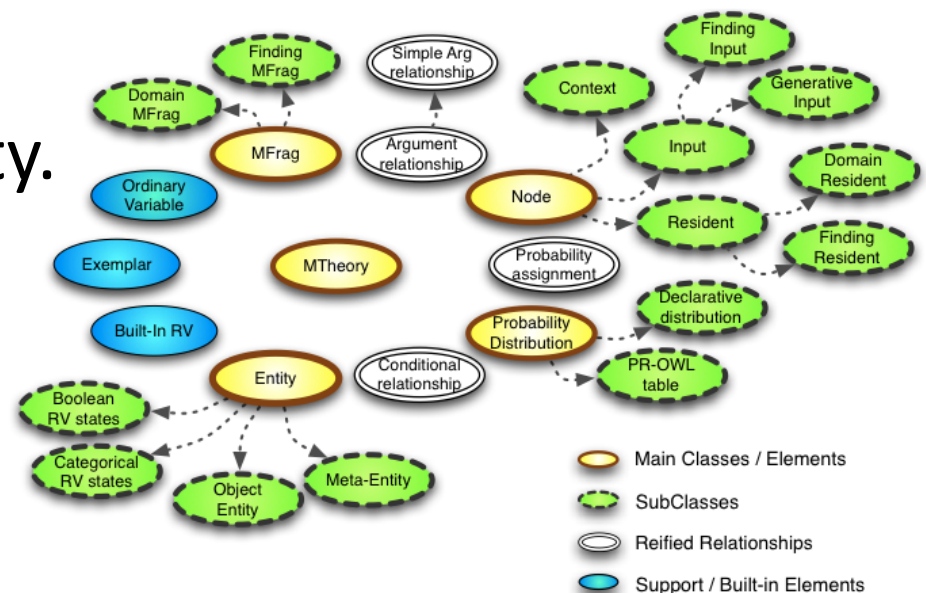 Finding
MFrag
Simple Arg
relationship
Finding
Input
Domain
MFrag
Context
Generative
Input
MFrag
Argument
relationship
Input
ty.
Ordinary
Variable
Node
Domain
Resident
Resident
Exemplar
MTheory
Probability
assignment
Finding
Resident
Built-In RV
Probability
Distribution
Declarative
distribution
Entity
Conditional
relationship
PR-OWL
table
Boolean
RV states
Categorical
RV states
Object
Entity
Meta-Entity
Main Classes / Elements
SubClasses
Reified Relationships
Support / Built-in Elements